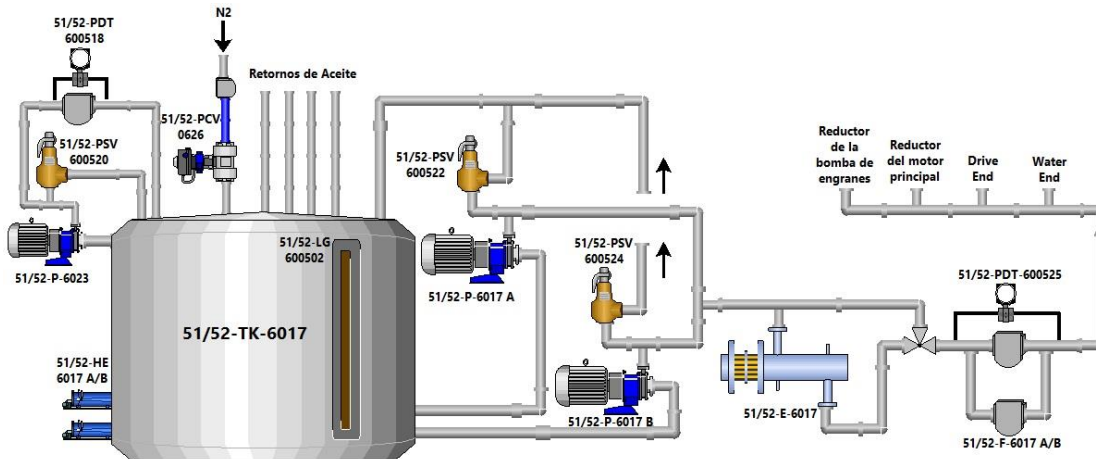 51/52-PDT
600518
N2
Retornos de Aceite
51/52-PCV-
0626
51/52-PSV
600520
51/52-P-6023
51/52-HE
6017 A/B
51/52-TK-6017
51/52-LG
600502
51/52-PSV
600522
51/52-P-6017 A
51/52-PSV
600524
51/52-P-6017 B
51/52-E-6017
Reductor
de la
bomba de
engranes
Reductor
del motor
principal
Drive
End
Water
End
51/52-PDT-600525
51/52-F-6017 A/B